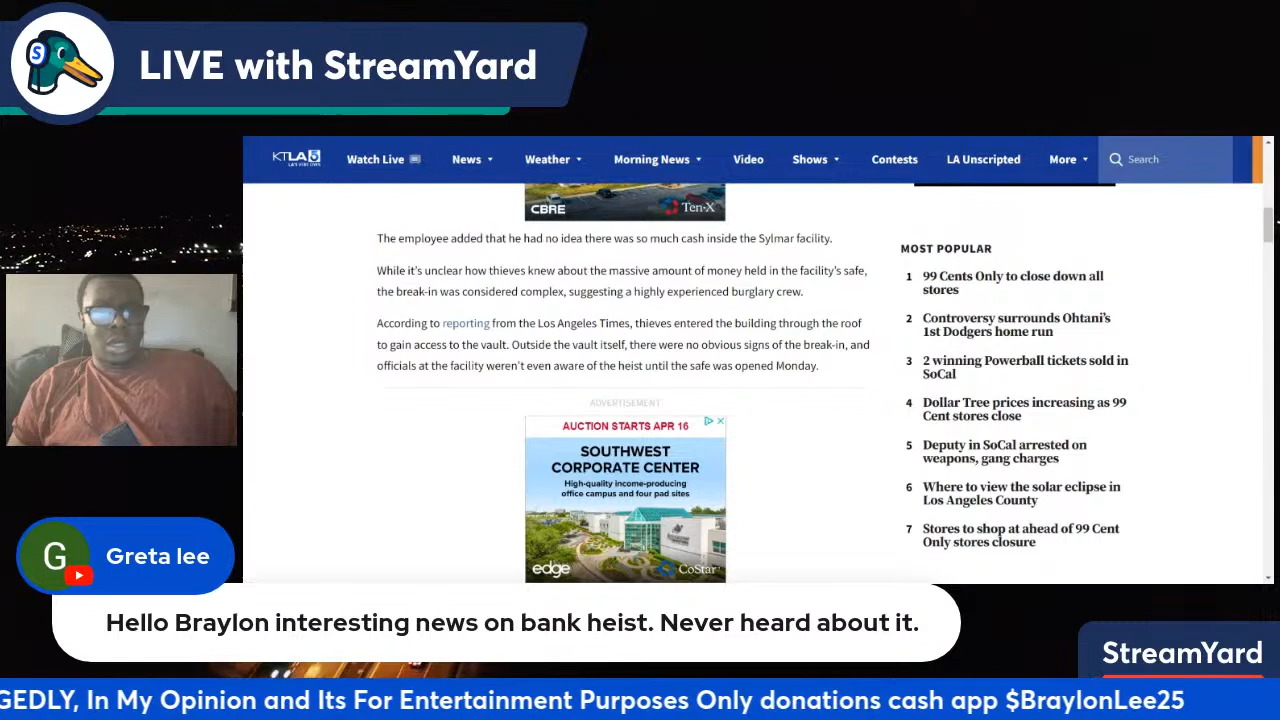 S
LIVE with StreamYard
KTLA 5
Watch Live
News
Weather
Morning News
Video
Shows
Contests
LA Unscripted
More
Search
CBRE
Ten-X
The employee added that he had no idea there was so much cash inside the Sylmar facility.
While it's unclear how thieves knew about the massive amount of money held in the facility's safe,
the break-in was considered complex, suggesting a highly experienced burglary crew.
According to reporting from the Los Angeles Times, thieves entered the building through the roof
to gain access to the vault. Outside the vault itself, there were no obvious signs of the break-in, and
officials at the facility weren't even aware of the heist until the safe was opened Monday.
ADVERTISEMENT
AUCTION STARTS APR 16
SOUTHWEST
CORPORATE CENTER
High-quality income-producing
office campus and four pad sites
edge
CoStar
MOST POPULAR
1 99 Cents Only to close down all
stores
2 Controversy surrounds Ohtani's
1st Dodgers home run
3 2 winning Powerball tickets sold in
SoCal
4 Dollar Tree prices increasing as 99
Cent stores close
5 Deputy in SoCal arrested on
weapons, gang charges
6 Where to view the solar eclipse in
Los Angeles County
7 Stores to shop at ahead of 99 Cent
Only stores closure
G
Greta lee
Hello Braylon interesting news on bank heist. Never heard about it.
StreamYard
GEDLY, In My Opinion and Its For Entertainment Purposes Only donations cash app $BraylonLee25